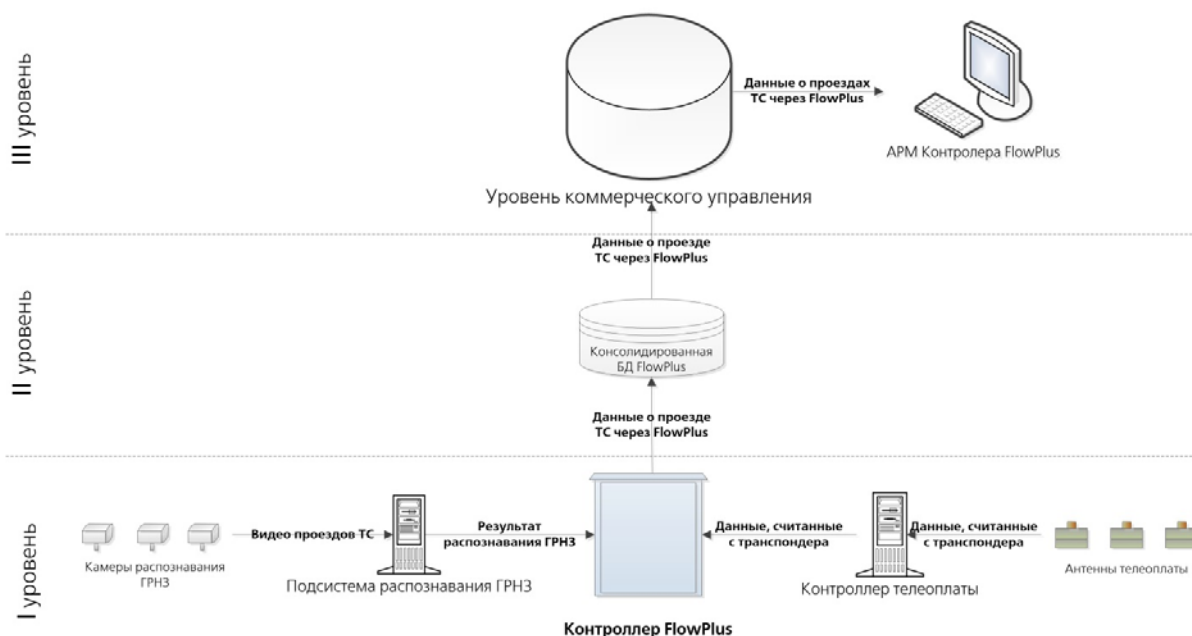 III уровень
Данные о проездах
ТС через FlowPlus
АРМ Контролера FlowPlus
Уровень коммерческого управления
II уровень
Данные о проезде
ТС через FlowPlus
Консолидированная
БД FlowPlus
Данные о проезде
ТС через FlowPlus
I уровень
Камеры распознавания
ГРНЗ
Видео проездов ТС
Подсистема распознавания ГРНЗ
Результат
распознавания ГРНЗ
Контроллер FlowPlus
Данные, считанные
с транспондера
Контроллер телеоплаты
Данные, считанные
с транспондера
Антенны телеоплаты